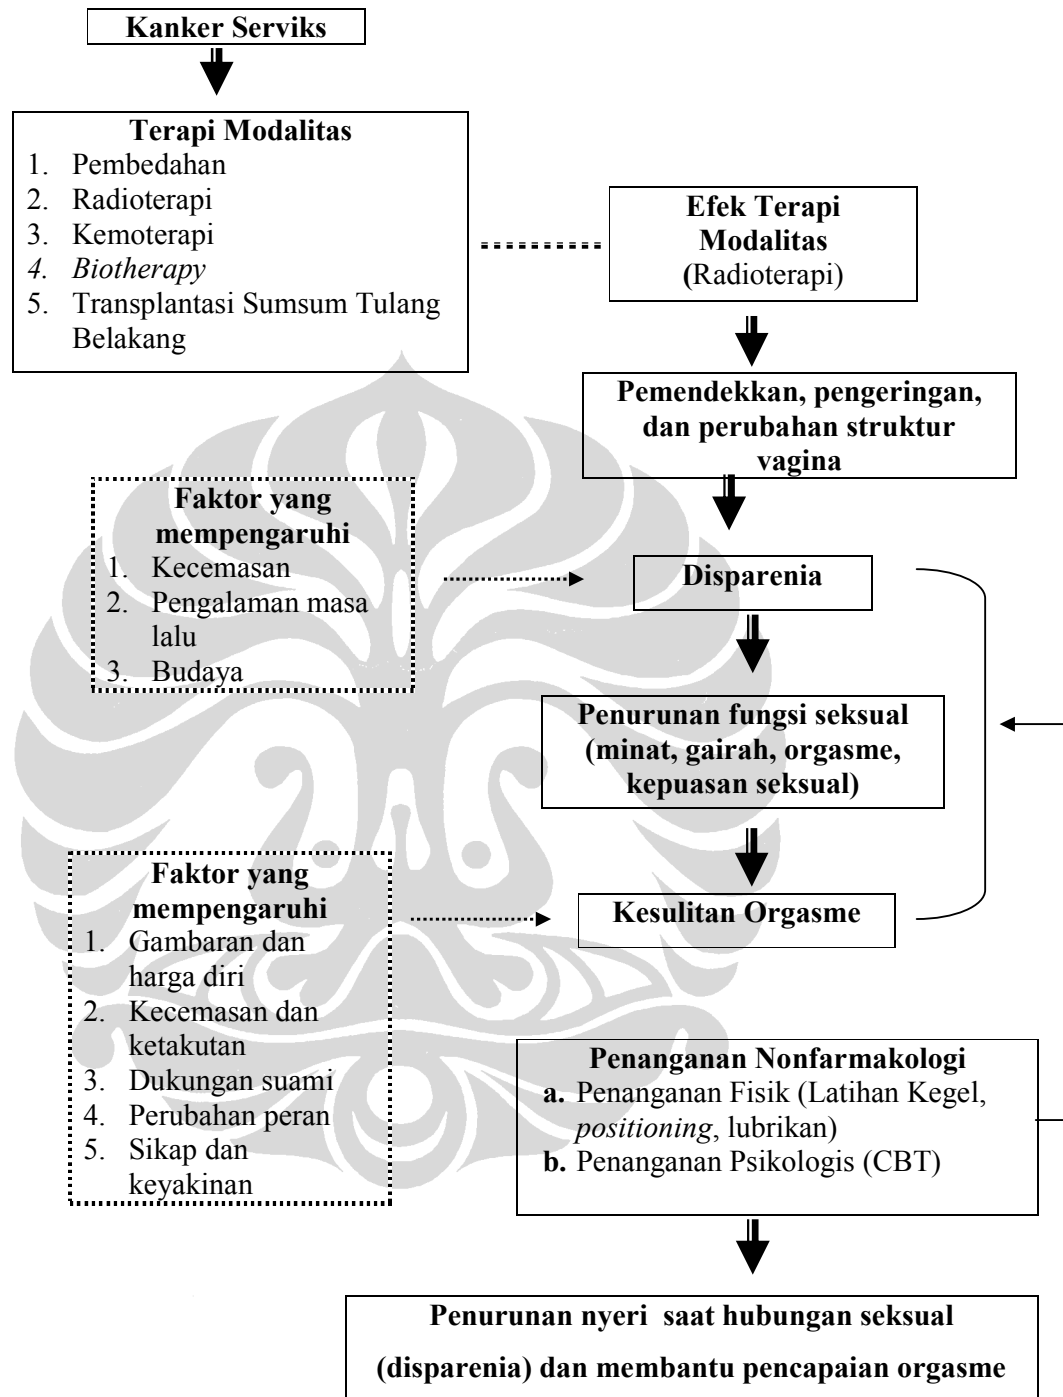 Kanker Serviks
Terapi Modalitas
1. Pembedahan
2. Radioterapi
3. Kemoterapi
4. Biotherapy
5. Transplantasi Sumsum Tulang
Belakang
Efek Terapi
Modalitas
(Radioterapi)
Pemendekkan, pengeringan,
dan perubahan struktur
vagina
Faktor yang
mempengaruhi
1. Kecemasan
2. Pengalaman masa
lalu
3. Budaya
Disparenia
Penurunan fungsi seksual
(minat, gairah, orgasme,
kepuasan seksual)
Faktor yang
mempengaruhi
1. Gambaran dan
harga diri
2. Kecemasan dan
ketakutan
3. Dukungan suami
4. Perubahan peran
5. Sikap dan
keyakinan
Kesulitan Orgasme
Penanganan Nonfarmakologi
a. Penanganan Fisik (Latihan Kegel,
positioning, lubrikan)
b. Penanganan Psikologis (CBT)
Penurunan nyeri saat hubungan seksual
(disparenia) dan membantu pencapaian orgasme